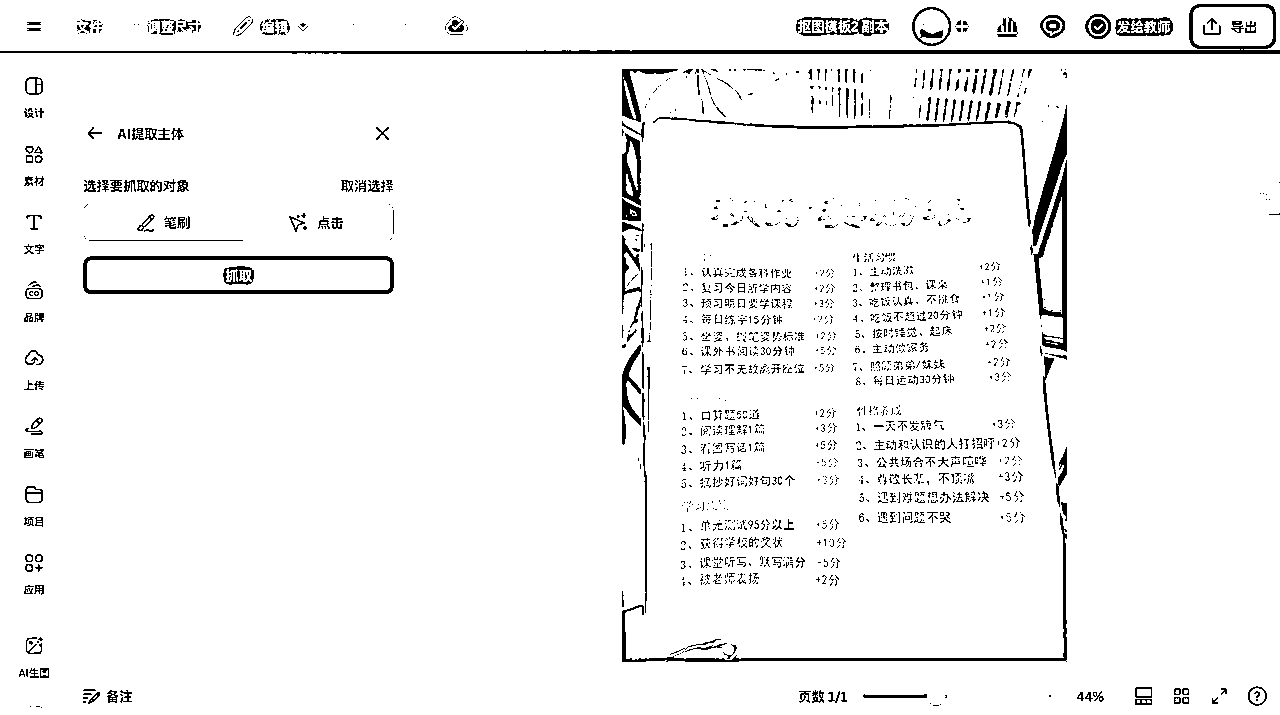 文件 调整尺寸 编辑 抠图模板2 副本 发给教师 导出
设计
素材
文字
品牌
上传
画笔
项目
应用
AI生图
AI提取主体
选择要抓取的对象 取消选择
笔刷 点击
抓取
1、认真完成各科作业 +2分
2、复习今日所学内容 +2分
3、预习明日要学课程 +3分
4、每日练字15分钟 +2分
5、坐姿、握笔姿势标准 +2分
6、课外书阅读30分钟 +5分
7、学习不无故离开座位 +5分
生活习惯
1、主动洗漱 +2分
2、整理书包、课桌 +1分
3、吃饭认真、不挑食 +1分
4、吃饭不超过20分钟 +1分
5、按时睡觉、起床 +2分
6、主动做家务 +2分
7、照顾弟弟/妹妹 +2分
8、每日运动30分钟 +3分
1、口算题50道 +2分
2、阅读理解1篇 +3分
3、看图写话1篇 +5分
4、听力1篇 +5分
5、摘抄好词好句30个 +3分
性格养成
1、一天不发脾气 +3分
2、主动和认识的人打招呼+2分
3、公共场合不大声喧哗 +2分
4、尊敬长辈、不顶嘴 +3分
5、遇到难题想办法解决 +5分
6、遇到问题不哭 +5分
1、单元测试95分以上 +5分
2、获得学校的奖状 +10分
3、课堂听写、默写满分 +5分
4、被老师表扬 +2分
备注 页数 1/1 44%